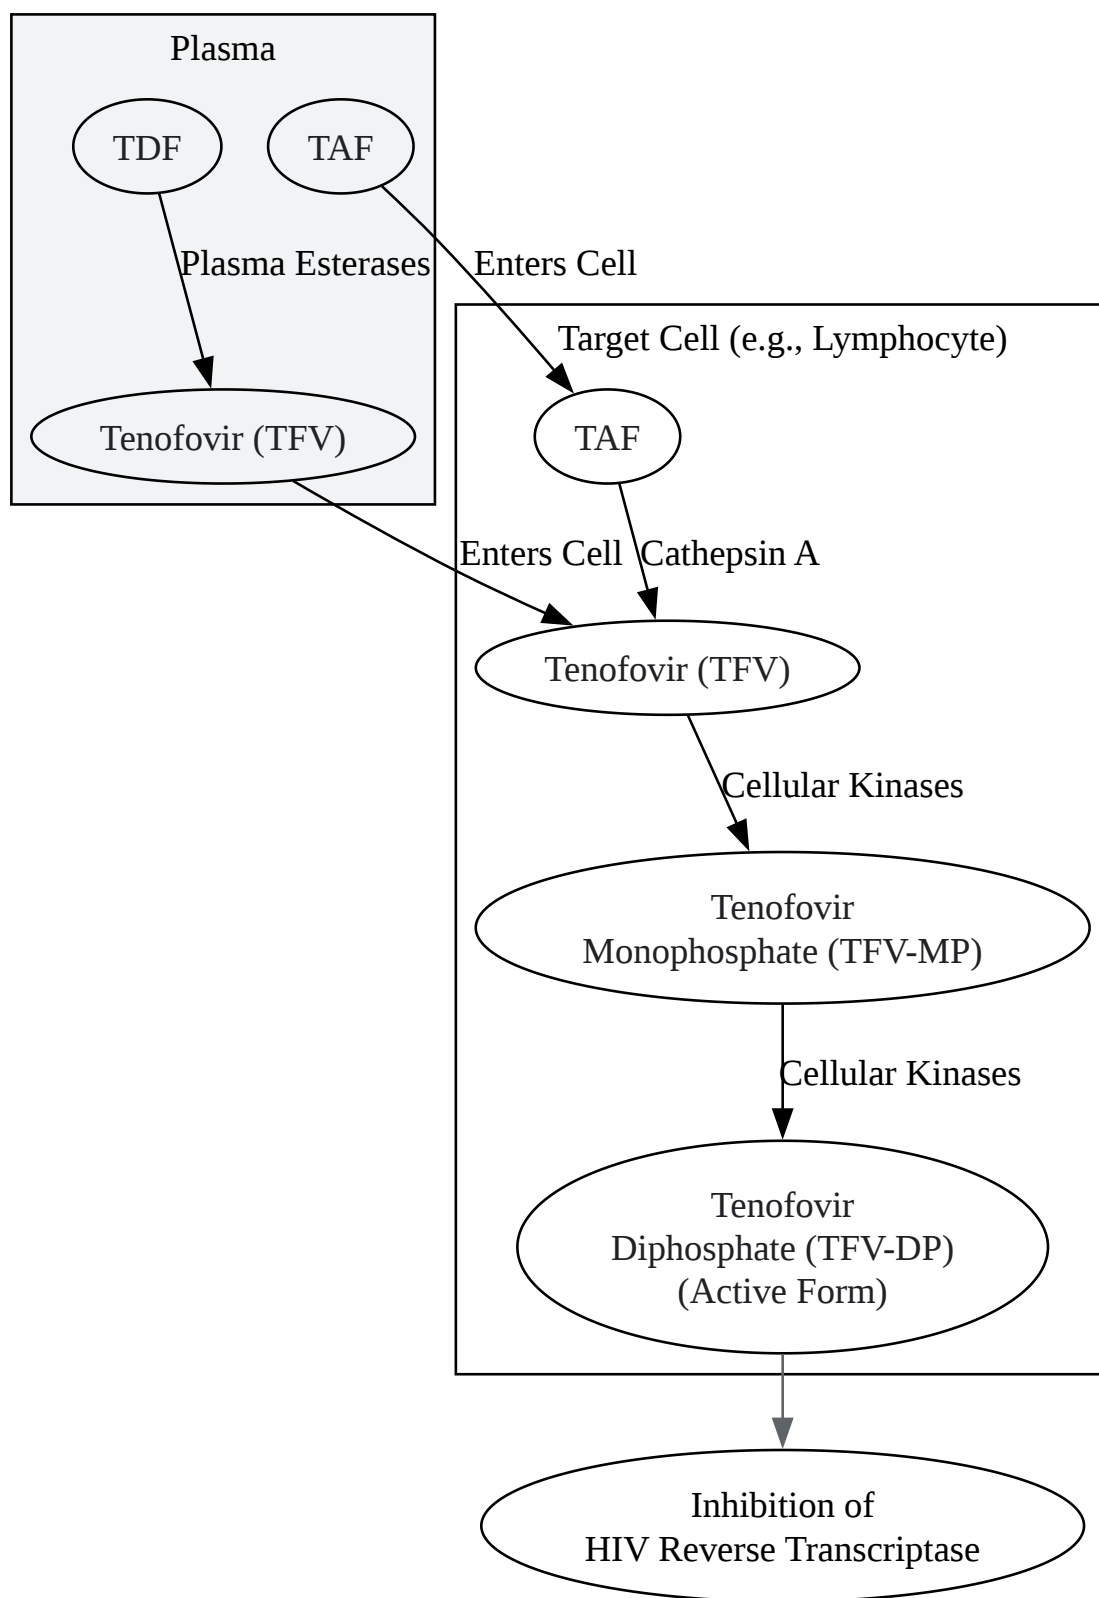 Plasma
TDF
TAF
Plasma Esterases
Enters Cell
Target Cell (e.g., Lymphocyte)
Tenofovir (TFV)
TAF
Enters Cell
Cathepsin A
Tenofovir (TFV)
Cellular Kinases
Tenofovir
Monophosphate (TFV-MP)
Cellular Kinases
Tenofovir
Diphosphate (TFV-DP)
(Active Form)
Inhibition of
HIV Reverse Transcriptase